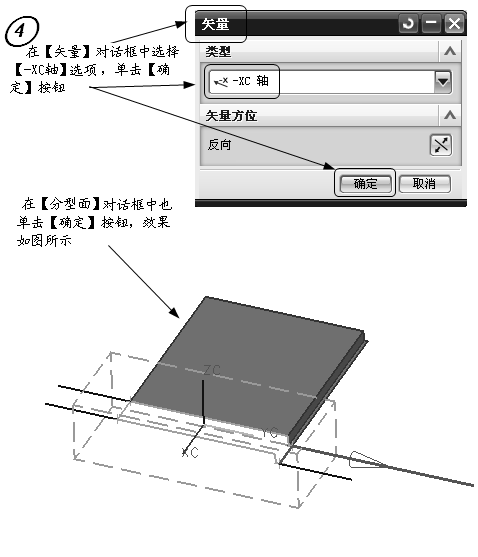 4
在【矢量】对话框中选择
【-XC轴】选项，单击【确
定】按钮
矢量
类型
-X -XC 轴
矢量方位
反向
确定 取消
在【分型面】对话框中也
单击【确定】按钮，效果
如图所示
ZC
YC
XC